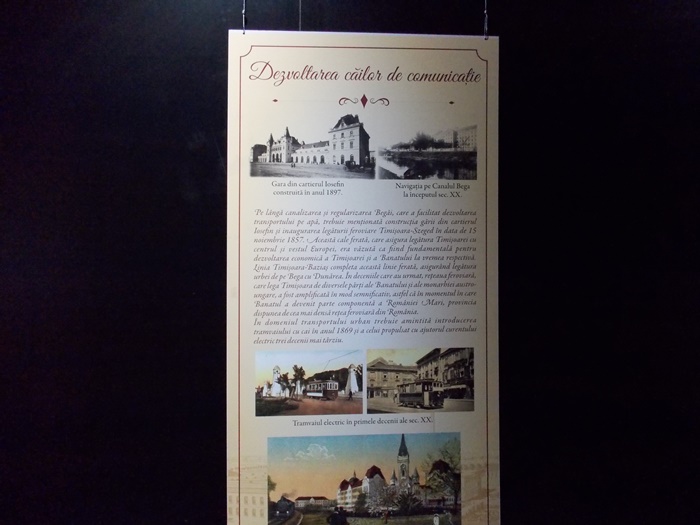 Dezvoltarea căilor de comunicație
Gara din cartierul Iosefin
construită în anul 1897.
Navigația pe Canalul Bega
la începutul sec. XX.
Pe lângă canalizarea și regularizarea Begăi, care a facilitat dezvoltarea
transportului pe apă, trebuie menționată construcția gării din cartierul
Iosefin și inaugurarea legăturii feroviare Timișoara-Szeged în data de 15
noiembrie 1857. Această cale ferată, care asigura legătura Timișoarei cu
centrul și vestul Europei, era văzută ca fiind fundamentală pentru
dezvoltarea economică a Timișoarei și a Banatului la vremea respectică.
Linia Timișoara-Baziaș completa această linie ferată, asigurând legătura
urbei de pe Bega cu Dunărea. În deceniile care au urmat, rețeaua feroviară,
care lega Timișoara de diversele părți ale Banatului și ale monarhiei austro-
ungare, a fost amplificată în mod semnificativ, astfel că în momentul în care
Banatul a devenit parte componentă a României Mari, provincia
dispunea de cea mai densă rețea feroviară din România.
În domeniul transportului urban trebuie amintită introducerea
tramvaiului cu cai în anul 1869 și a celui propulsat cu ajutorul curentului
electric trei decenii mai târziu.
Tramvaiul electric în primele decenii ale sec. XX.